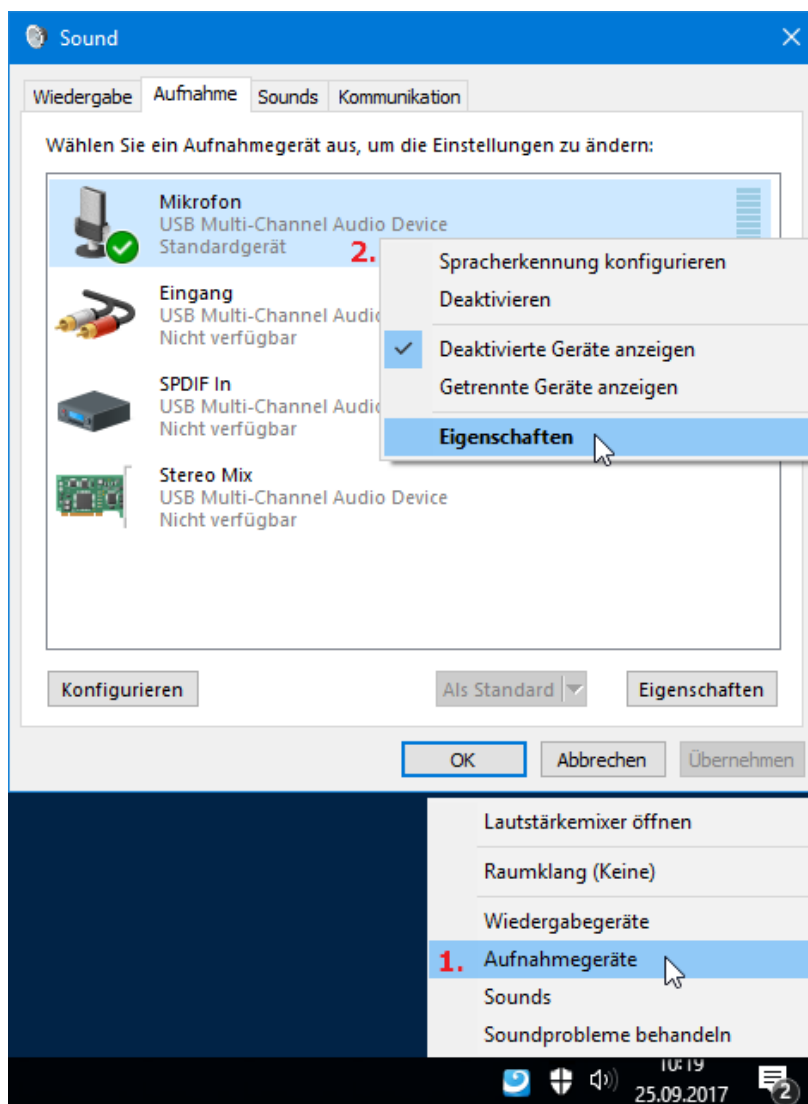 Sound
Wiedergabe Aufnahme Sounds Kommunikation
Wählen Sie ein Aufnahmegerät aus, um die Einstellungen zu ändern:
Mikrofon
USB Multi-Channel Audio Device
Standardgerät
2.
Spracherkennung konfigurieren
Deaktivieren
Deaktivierte Geräte anzeigen
Getrennte Geräte anzeigen
Eigenschaften
Eingang
USB Multi-Channel Audio
Nicht verfügbar
SPDIF In
USB Multi-Channel Audio
Nicht verfügbar
Stereo Mix
USB Multi-Channel Audio Device
Nicht verfügbar
Konfigurieren Als Standard Eigenschaften
OK Abbrechen Übernehmen
Lautstärkemixer öffnen
Raumklang (Keine)
Wiedergabegeräte
1. Aufnahmegeräte
Sounds
Soundprobleme behandeln
10:19
25.09.2017
2